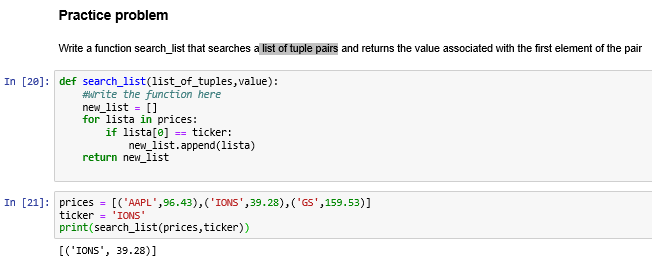 Practice problem
Write a function search_list that searches a list of tuple pairs and returns the value associated with the first element of the pair
In [20]: def search_list(list_of_tuples,value):
    #Write the function here
    new_list = []
    for lista in prices:
        if lista[0] == ticker:
            new_list.append(lista)
    return new_list
In [21]: prices = [('AAPL',96.43),('IONS',39.28),('GS',159.53)]
ticker = 'IONS'
print(search_list(prices,ticker))
[('IONS', 39.28)]